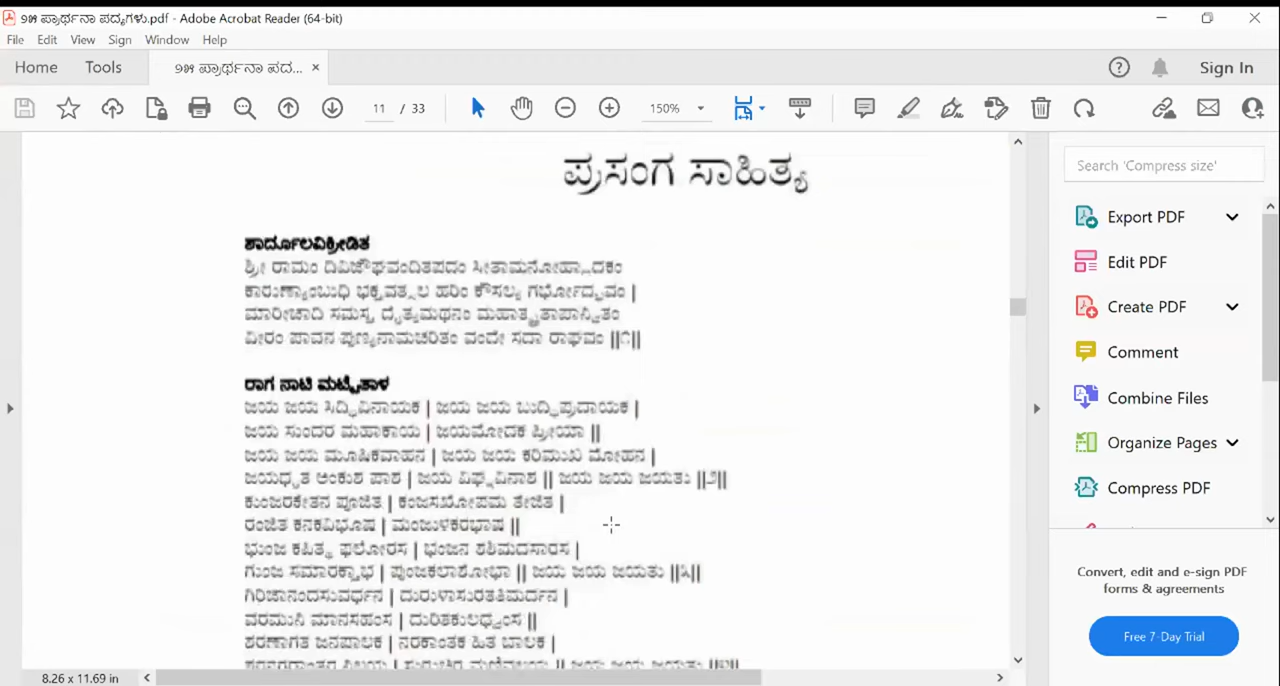 ೨೫ ಪ್ರಾರ್ಥನಾ ಪದ್ಯಗಳು.pdf - Adobe Acrobat Reader (64-bit)
File Edit View Sign Window Help
Home Tools ೨೫ ಪ್ರಾರ್ಥನಾ ಪದ... × Sign In
11 / 33 150%
ಪ್ರಸಂಗ ಸಾಹಿತ್ಯ
Search 'Compress size'
ಶಾರ್ದೂಲವಿಕ್ರೀಡಿತ
ಶ್ರೀ ರಾಮಂ ದಿವಿಜೌಘವಂದಿತಪದಂ ಸೀತಾಮನೋಹ್ಲಾದಕಂ
ಕಾರುಣ್ಯಾಂಬುಧಿ ಭಕ್ತವತ್ಸಲ ಹರಿಂ ಕೌಸಲ್ಯ ಗರ್ಭೋದ್ಭವಂ |
ಮಾರೀಚಾದಿ ಸಮಸ್ತ ದೈತ್ಯಮಥನಂ ಮಹಾತ್ಪ್ರತಾಪಾನ್ವಿತಂ
ವೀರಂ ಪಾವನ ಪುಣ್ಯನಾಮಚರಿತಂ ವಂದೇ ಸದಾ ರಾಘವಂ ||೧||
ರಾಗ ನಾಟಿ ಮಟ್ಟೆತಾಳ
ಜಯ ಜಯ ಸಿದ್ಧಿವಿನಾಯಕ | ಜಯ ಜಯ ಬುದ್ಧಿಪ್ರದಾಯಕ |
ಜಯ ಸುಂದರ ಮಹಾಕಾಯ | ಜಯಮೋದಕ ಪ್ರೀಯಾ ||
ಜಯ ಜಯ ಮೂಷಿಕವಾಹನ | ಜಯ ಜಯ ಕರಿಮುಖ ಮೋಹನ |
ಜಯಧೃತ ಅಂಕುಶ ಪಾಶ | ಜಯ ವಿಘ್ನವಿನಾಶ || ಜಯ ಜಯ ಜಯತು ||೨||
ಕುಂಜರಕೇತನ ಪೂಜಿತ | ಕಂಜಸಖೋಪಮ ತೇಜಿತ |
ರಂಜಿತ ಕನಕವಿಭೂಷ | ಮಂಜುಳಕರಭಾಷ ||
ಭುಂಜ ಕಪಿತ್ಥ ಫಲೋರಸ | ಭಂಜನ ಶಶಿಮದಸಾರಸ |
ಗುಂಜ ಸಮಾರಕ್ತಾಭ | ಪುಂಜಕಲಾಶೋಭಾ || ಜಯ ಜಯ ಜಯತು ||೩||
ಗಿರಿಜಾನಂದಸುವರ್ಧನ | ದುರುಳಾಸುರತತಿಮರ್ದನ |
ವರಮುನಿ ಮಾನಸಹಂಸ | ದುರಿತಕುಲಧ್ವಂಸ ||
ಶರಣಾಗತ ಜನಪಾಲಕ | ನರಕಾಂತಕ ಹಿತ ಬಾಲಕ |
Export PDF
Edit PDF
Create PDF
Comment
Combine Files
Organize Pages
Compress PDF
Convert, edit and e-sign PDF
forms & agreements
Free 7-Day Trial
8.26 x 11.69 in